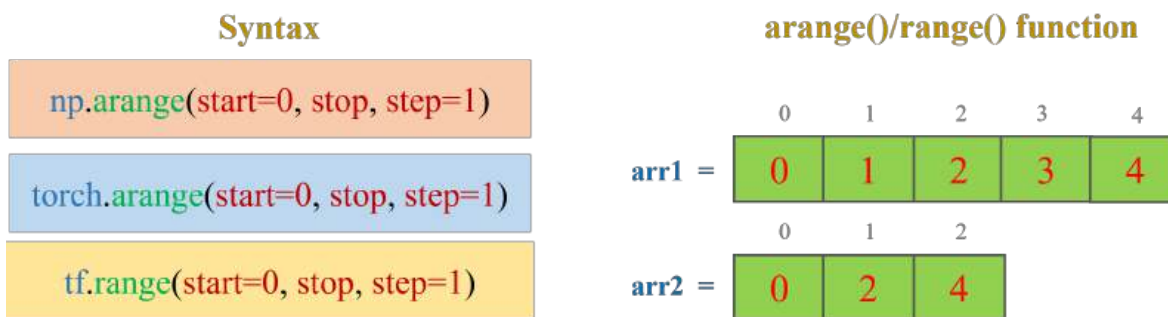 Syntax
np.arange(start=0, stop, step=1)
torch.arange(start=0, stop, step=1)
tf.range(start=0, stop, step=1)
arange()/range() function
0 1 2 3 4
arr1 = 0 1 2 3 4
0 1 2
arr2 = 0 2 4